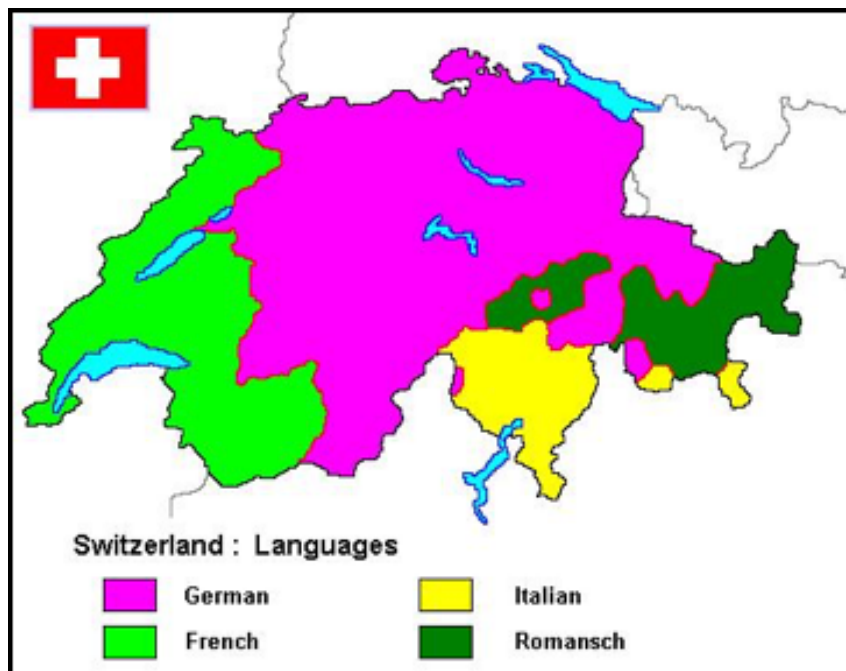 Switzerland : Languages
German
Italian
French
Romansch